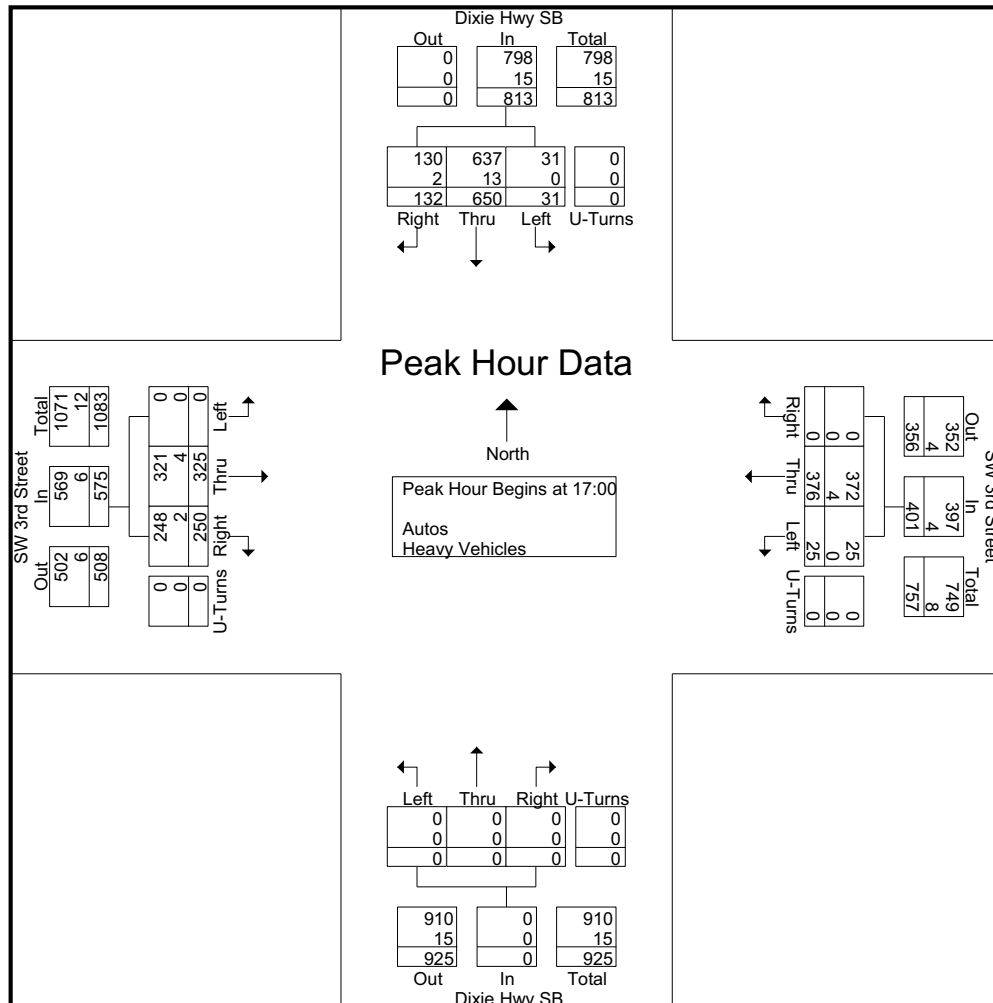 Dixie Hwy SB
Out In Total
0 798 798
0 15 15
0 813 813
130 637 31 0
2 13 0 0
132 650 31 0
Right Thru Left U-Turns
Peak Hour Data
North
Peak Hour Begins at 17:00
Autos
Heavy Vehicles
SW 3rd Street
Out In Total
502 569 1071
6 6 12
508 575 1083
0 248 321 0
0 2 4 0
0 250 325 0
U-Turns Right Thru Left
SW 3rd Street
Out In Total
352 397 749
4 4 8
356 401 757
0 372 25 0
0 4 0 0
0 376 25 0
Right Thru Left U-Turns
Left Thru Right U-Turns
0 0 0 0
0 0 0 0
0 0 0 0
910 0 910
15 0 15
925 0 925
Out In Total
Dixie Hwy SB